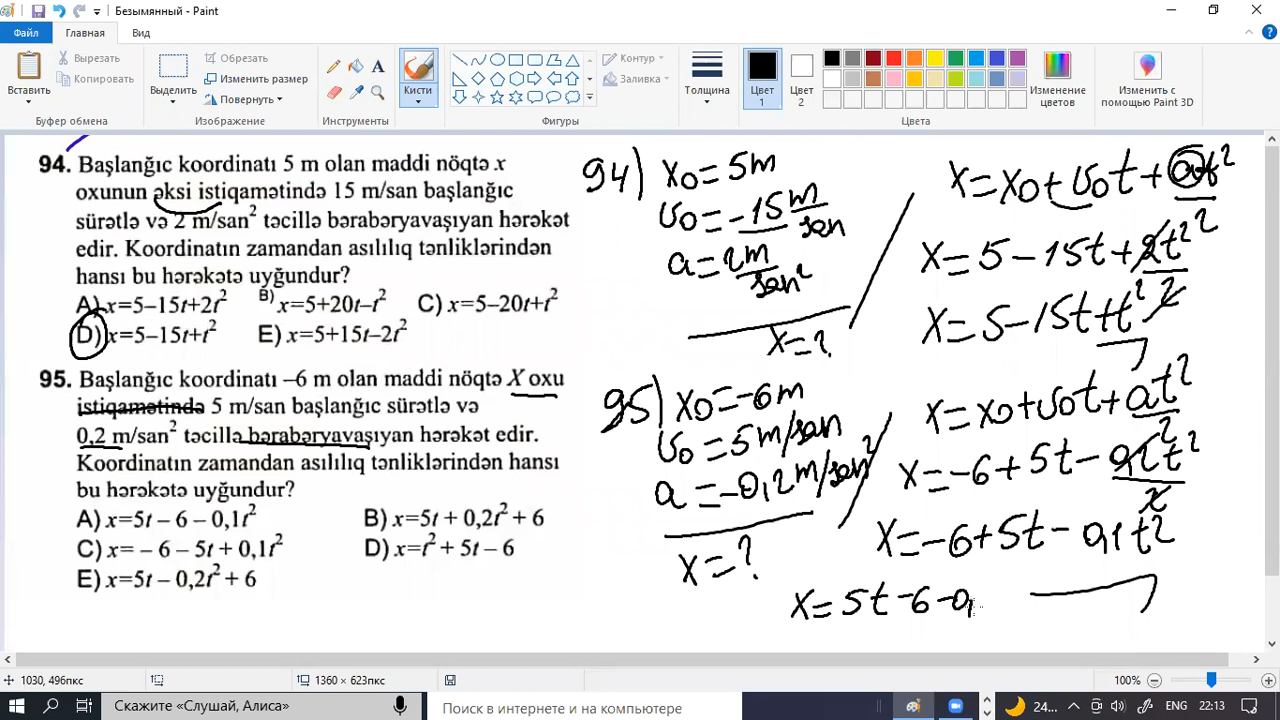 Безымянный - Paint
Файл
Главная
Вид
Вставить
Вырезать
Копировать
Буфер обмена
Выделить
Обрезать
Изменить размер
Повернуть
Изображение
Инструменты
Кисти
Контур
Заливка
Фигуры
Толщина
Цвет 1
Цвет 2
Изменение цветов
Изменить с помощью Paint 3D
Цвета
94. Başlanğıc koordinatı 5 m olan maddi nöqtə x
oxunun əksi istiqamətində 15 m/san başlanğıc
sürətlə və 2 m/san² təcillə bərabəryavaşıyan hərəkət
edir. Koordinatın zamandan asılılıq tənliklərindən
hansı bu hərəkətə uyğundur?
A) x=5–15t+2t² B) x=5+20t–t² C) x=5–20t+t²
D) x=5–15t+t² E) x=5+15t–2t²
95. Başlanğıc koordinatı –6 m olan maddi nöqtə X oxu
istiqamətində 5 m/san başlanğıc sürətlə və
0,2 m/san² təcillə bərabəryavaşıyan hərəkət edir.
Koordinatın zamandan asılılıq tənliklərindən hansı
bu hərəkətə uyğundur?
A) x=5t – 6 – 0,1t² B) x=5t + 0,2t² + 6
C) x= – 6 – 5t + 0,1t² D) x=t² + 5t – 6
E) x=5t – 0,2t² + 6
94) x0=5m
υ0=-15 m/san
a=2m/san²
x=?
x=x0+υ0t+at²
x=5-15t+2t²/2
x=5-15t+t²
95) x0=-6m
υ0=5m/san
a=-0,2m/san²
x=?
x=x0+υ0t+at²/2
x=-6+5t-0,2t²/2
x=-6+5t-0,1t²
x=5t-6-0,
1030, 496пкс
1360 × 623пкс
100%
Скажите «Слушай, Алиса»
Поиск в интернете и на компьютере
24...
ENG
22:13